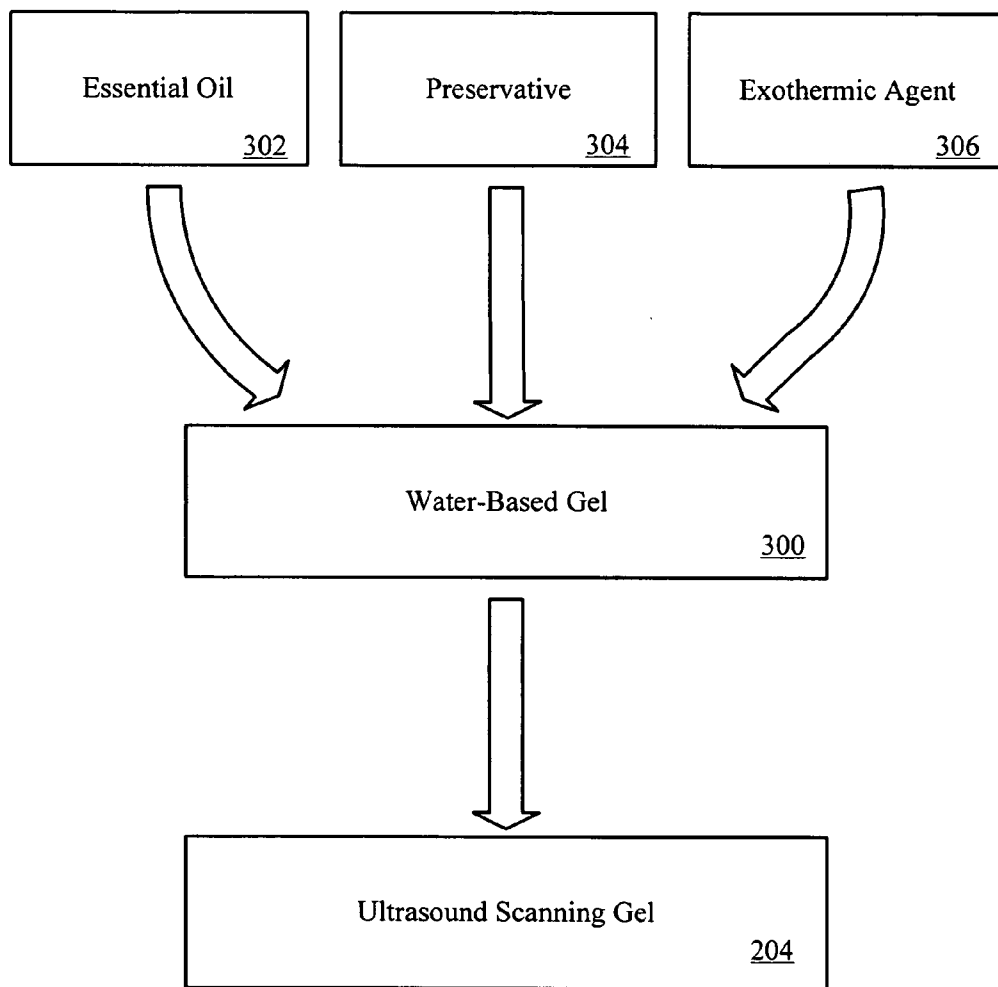 Essential Oil
302
Preservative
304
Exothermic Agent
306
Water-Based Gel
300
Ultrasound Scanning Gel
204